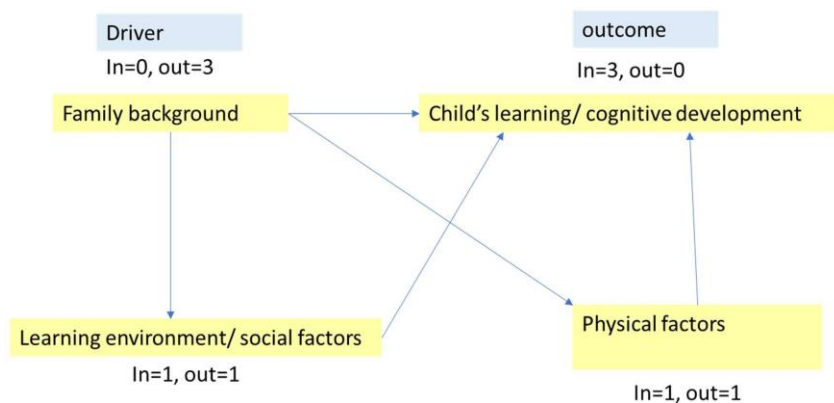 Driver
outcome
In=0, out=3
In=3, out=0
Family background
Child's learning/ cognitive development
Learning environment/ social factors
Physical factors
In=1, out=1
In=1, out=1